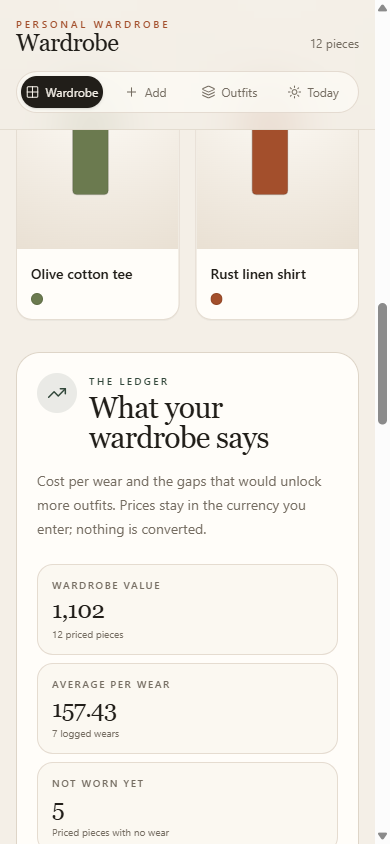 PERSONAL WARDROBE
Wardrobe
12 pieces
Wardrobe
Add
Outfits
Today
Olive cotton tee
Rust linen shirt
THE LEDGER
What your
wardrobe says
Cost per wear and the gaps that would unlock
more outfits. Prices stay in the currency you
enter; nothing is converted.
WARDROBE VALUE
1,102
12 priced pieces
AVERAGE PER WEAR
157.43
7 logged wears
NOT WORN YET
5
Priced pieces with no wear